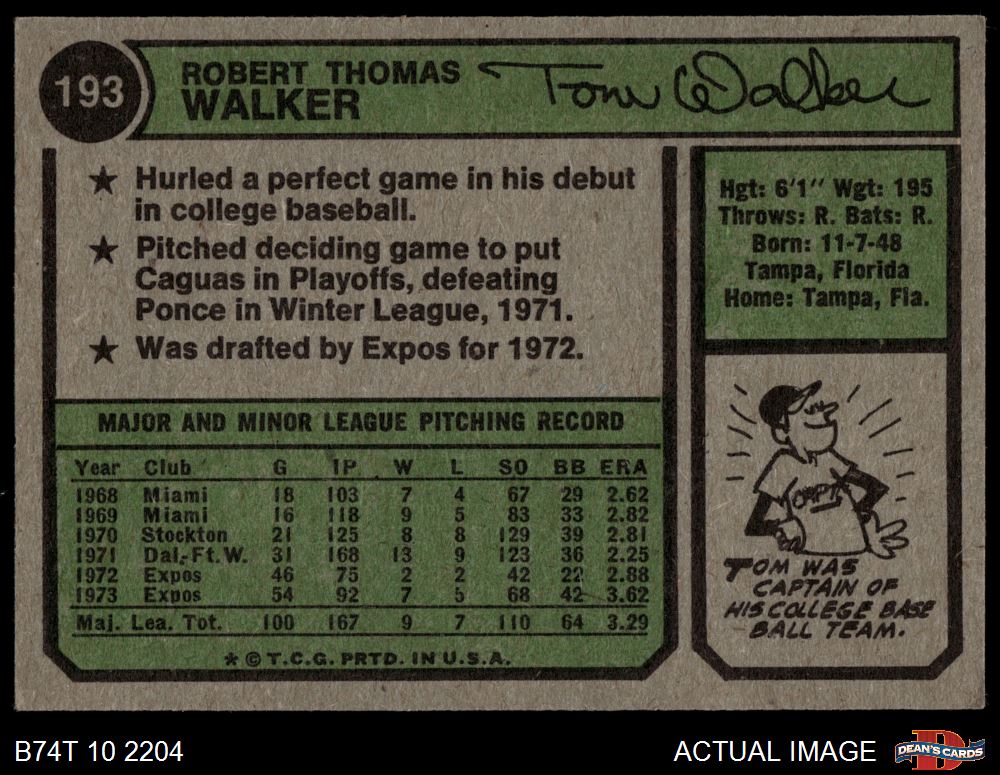 193
ROBERT THOMAS
WALKER
Tom Walker
★ Hurled a perfect game in his debut
in college baseball.
★ Pitched deciding game to put
Caguas in Playoffs, defeating
Ponce in Winter League, 1971.
★ Was drafted by Expos for 1972.
Hgt: 6'1" Wgt: 195
Throws: R. Bats: R.
Born: 11-7-48
Tampa, Florida
Home: Tampa, Fla.
MAJOR AND MINOR LEAGUE PITCHING RECORD
Year Club G IP W L SO BB ERA
1968 Miami 18 103 7 4 67 29 2.62
1969 Miami 16 118 9 5 83 33 2.82
1970 Stockton 21 125 8 8 129 39 2.81
1971 Dal.-Ft. W. 31 168 13 9 123 36 2.25
1972 Expos 46 75 2 2 42 22 2.88
1973 Expos 54 92 7 5 68 42 3.62
Maj. Lea. Tot. 100 167 9 7 110 64 3.29
* © T.C.G. PRTD. IN U.S.A.
CAPT.
TOM WAS
CAPTAIN OF
HIS COLLEGE BASE
BALL TEAM.
B74T 10 2204
ACTUAL IMAGE
DEAN'S CARDS